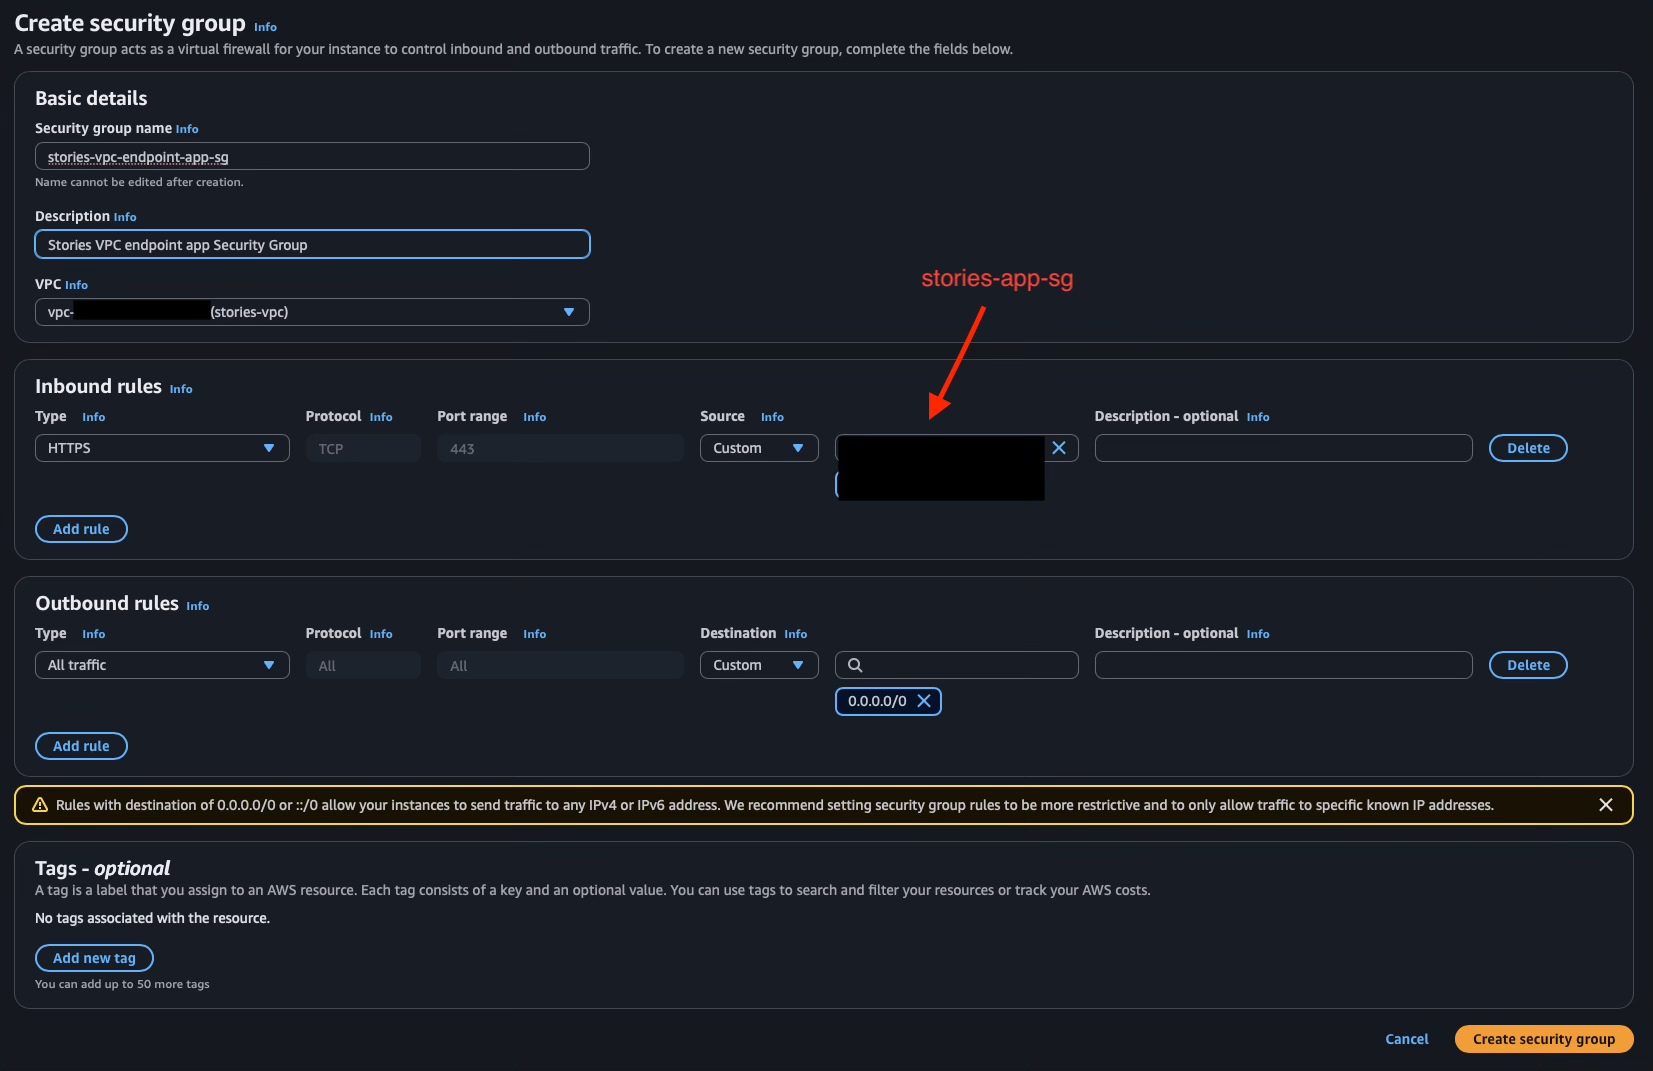 Create security group Info
A security group acts as a virtual firewall for your instance to control inbound and outbound traffic. To create a new security group, complete the fields below.
Basic details
Security group name Info
stories-vpc-endpoint-app-sg
Name cannot be edited after creation.
Description Info
Stories VPC endpoint app Security Group
VPC Info
vpc- (stories-vpc)
stories-app-sg
Inbound rules Info
Type Info Protocol Info Port range Info Source Info Description - optional Info
HTTPS TCP 443 Custom Delete
Add rule
Outbound rules Info
Type Info Protocol Info Port range Info Destination Info Description - optional Info
All traffic All All Custom Delete
0.0.0.0/0
Add rule
Rules with destination of 0.0.0.0/0 or ::/0 allow your instances to send traffic to any IPv4 or IPv6 address. We recommend setting security group rules to be more restrictive and to only allow traffic to specific known IP addresses.
Tags - optional
A tag is a label that you assign to an AWS resource. Each tag consists of a key and an optional value. You can use tags to search and filter your resources or track your AWS costs.
No tags associated with the resource.
Add new tag
You can add up to 50 more tags
Cancel Create security group